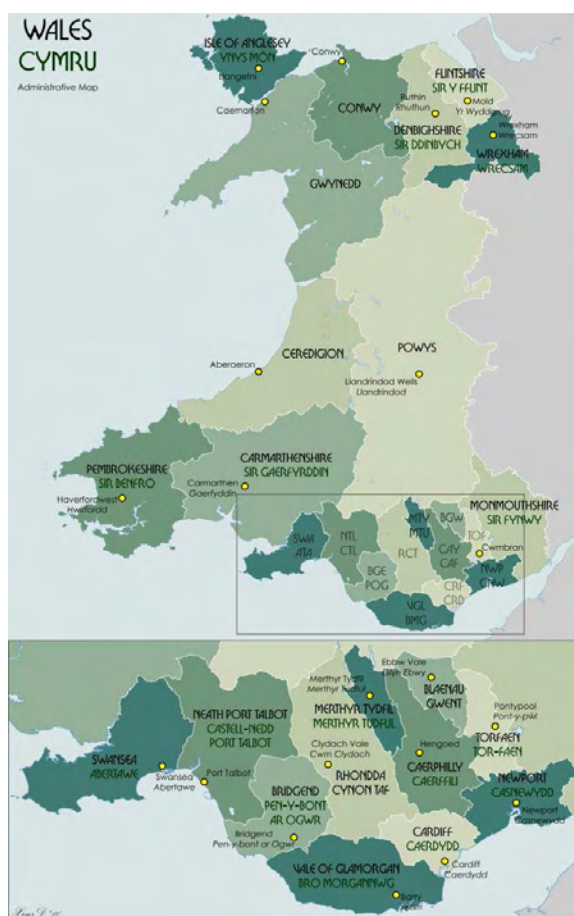 WALES
CYMRU
Administrative Map
ISLE OF ANGLESEY
YNYS MÔN
Llangefni
Caernarfon
Conwy
CONWY
FLINTSHIRE
SIR Y FFLINT
Ruthin
Rhuthun
Mold
Yr Wyddgrug
DENBIGHSHIRE
SIR DDINBYCH
Wrexham
Wrecsam
WREXHAM
WRECSAM
GWYNEDD
CEREDIGION
Aberaeron
POWYS
Llandrindod Wells
Llandrindod
PEMBROKESHIRE
SIR BENFRO
Haverfordwest
Hwlffordd
CARMARTHENSHIRE
SIR GAERFYRDDIN
Carmarthen
Gaerfyddin
MONMOUTHSHIRE
SIR FYNWY
SWA
ATA
NTL
CTL
BGE
POG
RCT
MTY
MTU
BGW
CAY
CAF
TOF
Cwmbran
NWP
CNW
CRF
CRD
VGL
BMG
Ebbw Vale
Glyn Ebwy
BLAENAU
GWENT
Merthyr Tydfil
Merthyr Tudful
MERTHYR TYDFIL
MERTHYR TUDFUL
Pontypool
Pont-y-pŵl
TORFAEN
TOR-FAEN
NEATH PORT TALBOT
CASTELL-NEDD
PORT TALBOT
Clydach Vale
Cwm Clydach
Hengoed
SWANSEA
ABERTAWE
Swansea
Abertawe
Port Talbot
RHONDDA
CYNON TAF
CAERPHILLY
CAERFFILI
NEWPORT
CASNEWYDD
Newport
Casnewydd
BRIDGEND
PEN-Y-BONT
AR OGWR
Bridgend
Pen-y-bont ar Ogwr
CARDIFF
CAERDYDD
Cardiff
Caerdydd
VALE OF GLAMORGAN
BRO MORGANNWG
Barry